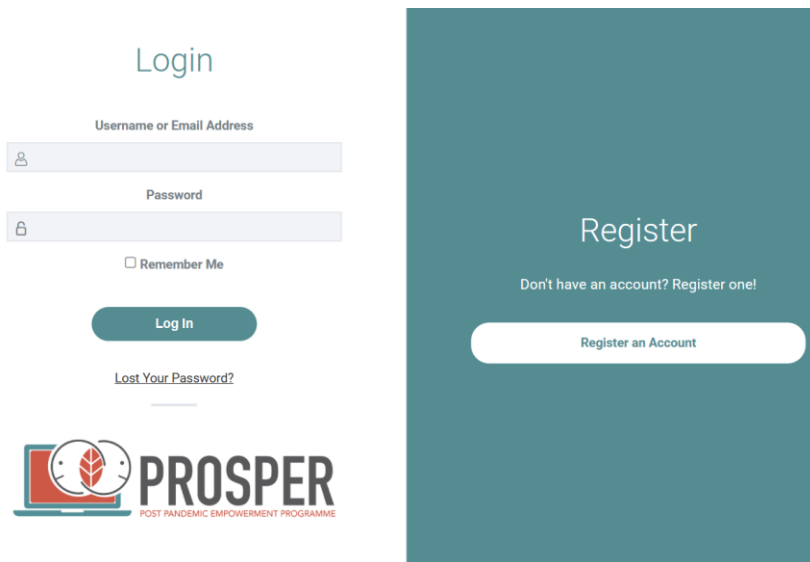 Login
Username or Email Address
Password
Remember Me
Log In
Lost Your Password?
PROSPER
POST PANDEMIC EMPOWERMENT PROGRAMME
Register
Don't have an account? Register one!
Register an Account